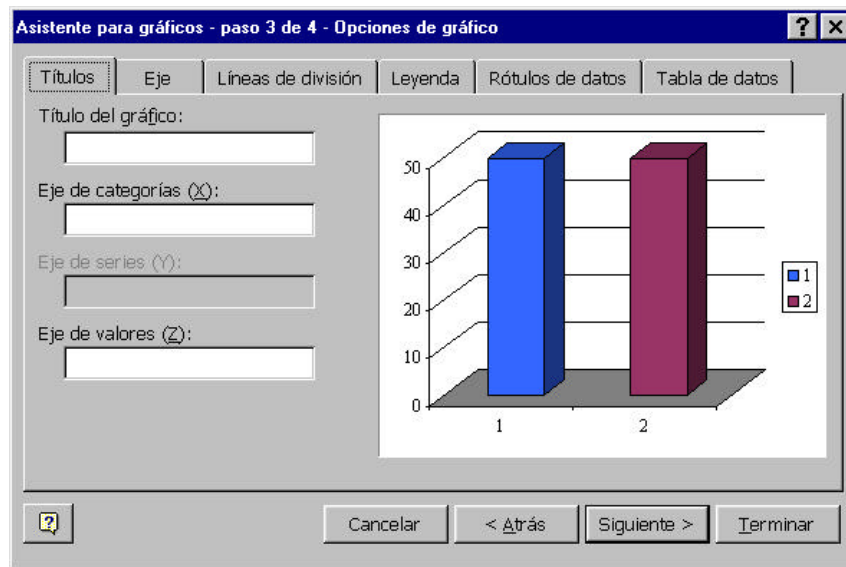 Asistente para gráficos - paso 3 de 4 - Opciones de gráfico
Títulos Eje Líneas de división Leyenda Rótulos de datos Tabla de datos
Título del gráfico:
Eje de categorías (X):
Eje de series (Y):
Eje de valores (Z):
50
40
30
20
10
0
1 2
1
2
Cancelar < Atrás Siguiente > Terminar